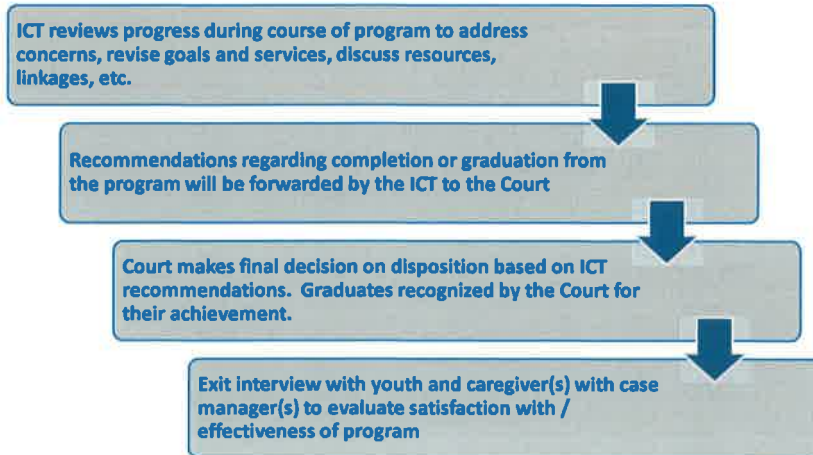 ICT reviews progress during course of program to address
concerns, revise goals and services, discuss resources,
linkages, etc.
Recommendations regarding completion or graduation from
the program will be forwarded by the ICT to the Court
Court makes final decision on disposition based on ICT
recommendations.  Graduates recognized by the Court for
their achievement.
Exit interview with youth and caregiver(s) with case
manager(s) to evaluate satisfaction with /
effectiveness of program